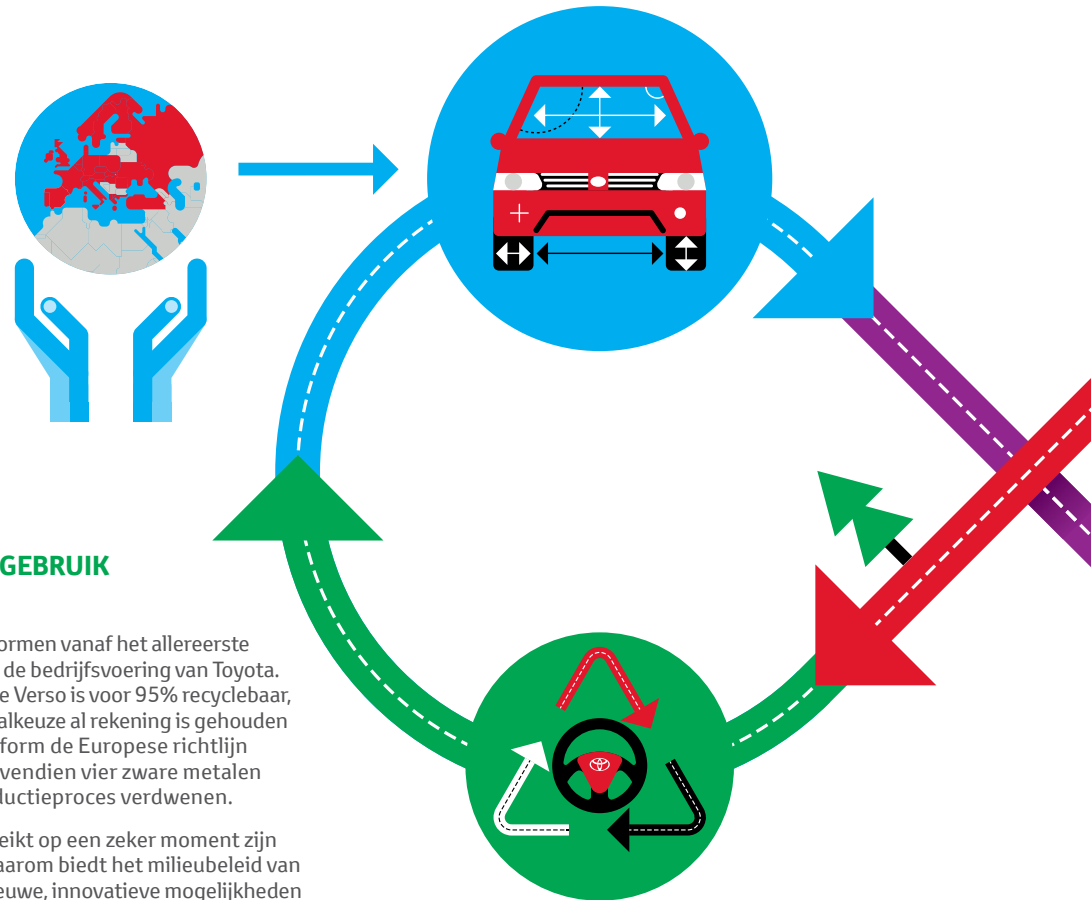 GEBRUIK
ormen vanaf het allereerste
de bedrijfsvoering van Toyota.
e Verso is voor 95% recyclebaar,
alkeuze al rekening is gehouden
form de Europese richtlijn
vendien vier zware metalen
ductieproces verdwenen.
eikt op een zeker moment zijn
aarom biedt het milieubeleid van
euwe, innovatieve mogelijkheden